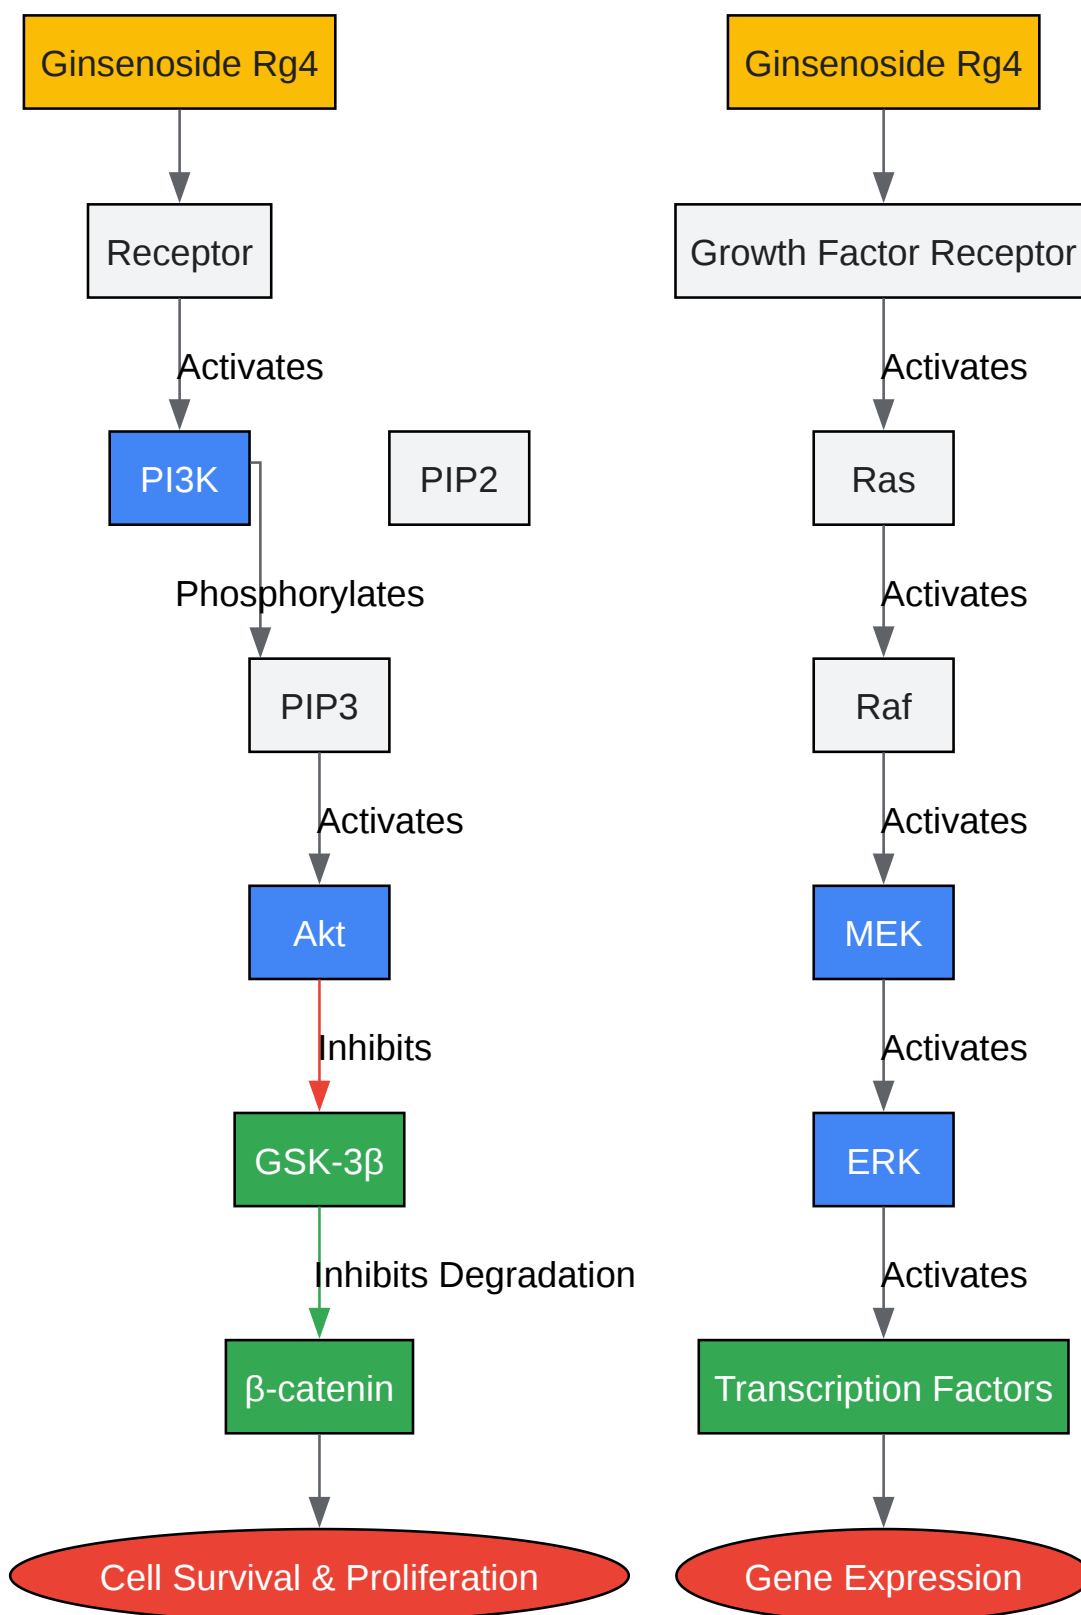 Ginsenoside Rg4
Receptor
Activates
PI3K
PIP2
Phosphorylates
PIP3
Activates
Akt
Inhibits
GSK-3β
Inhibits Degradation
β-catenin
Cell Survival & Proliferation
Ginsenoside Rg4
Growth Factor Receptor
Activates
Ras
Activates
Raf
Activates
MEK
Activates
ERK
Activates
Transcription Factors
Gene Expression